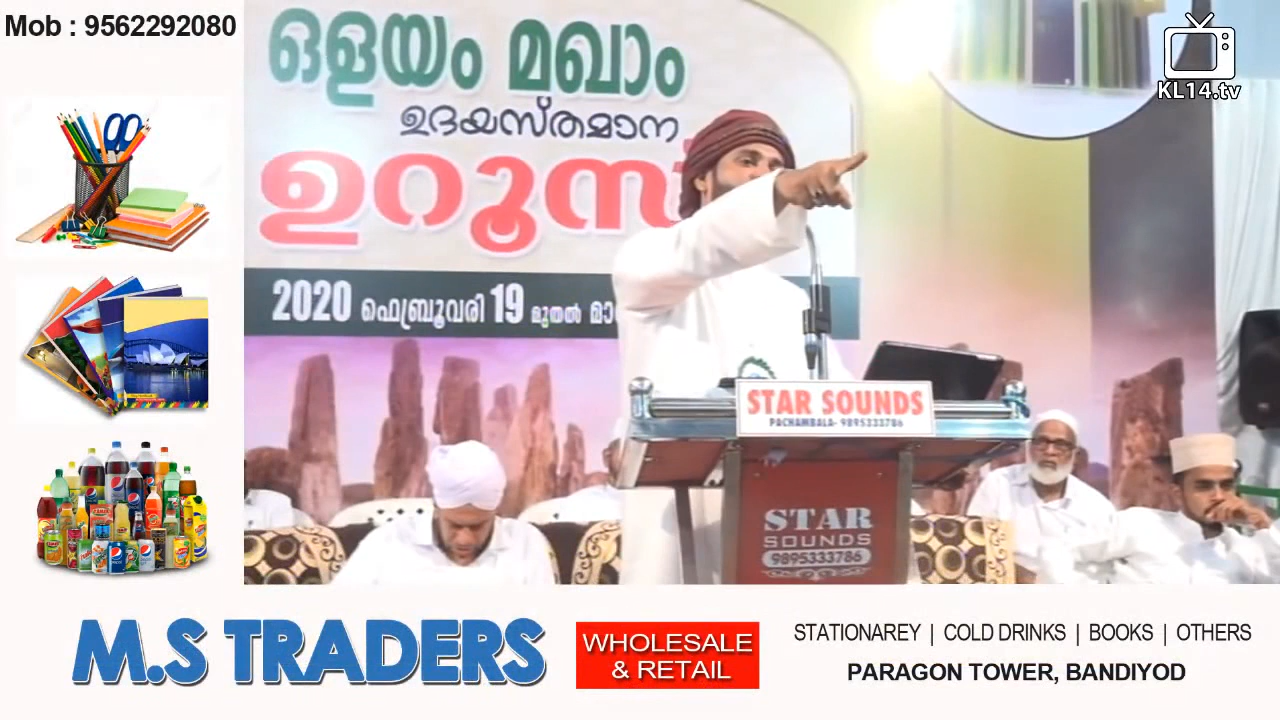 Mob : 9562292080
KL14.tv
ഒളയം മഖാം
ഉദയസ്തമാന
ഉറൂസ്
2020 ഫെബ്രുവരി 19 മുതൽ
STAR SOUNDS
PACHAMBALA- 9895333786
STAR
SOUNDS
9895333786
M.S TRADERS
WHOLESALE
& RETAIL
STATIONAREY | COLD DRINKS | BOOKS | OTHERS
PARAGON TOWER, BANDIYOD